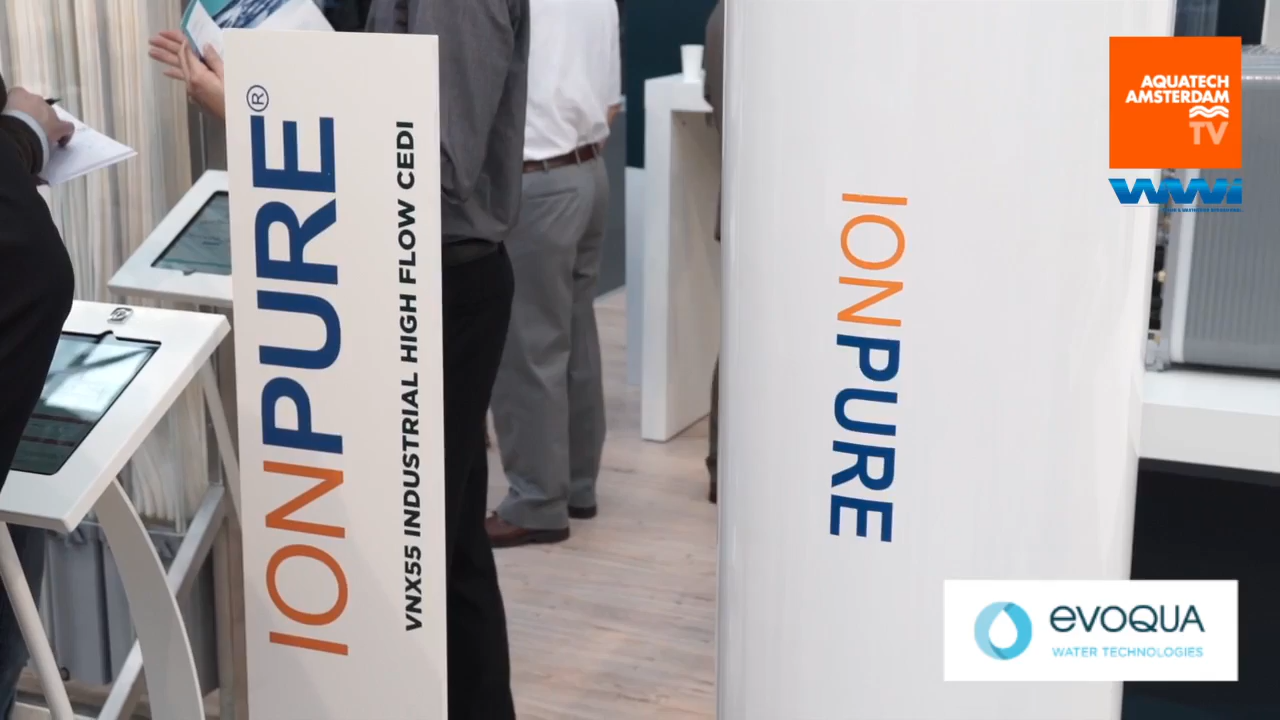 IONPURE®
VNX55 INDUSTRIAL HIGH FLOW CEDI
IONPURE
AQUATECH
AMSTERDAM
TV
WWi
evoQUA
WATER TECHNOLOGIES